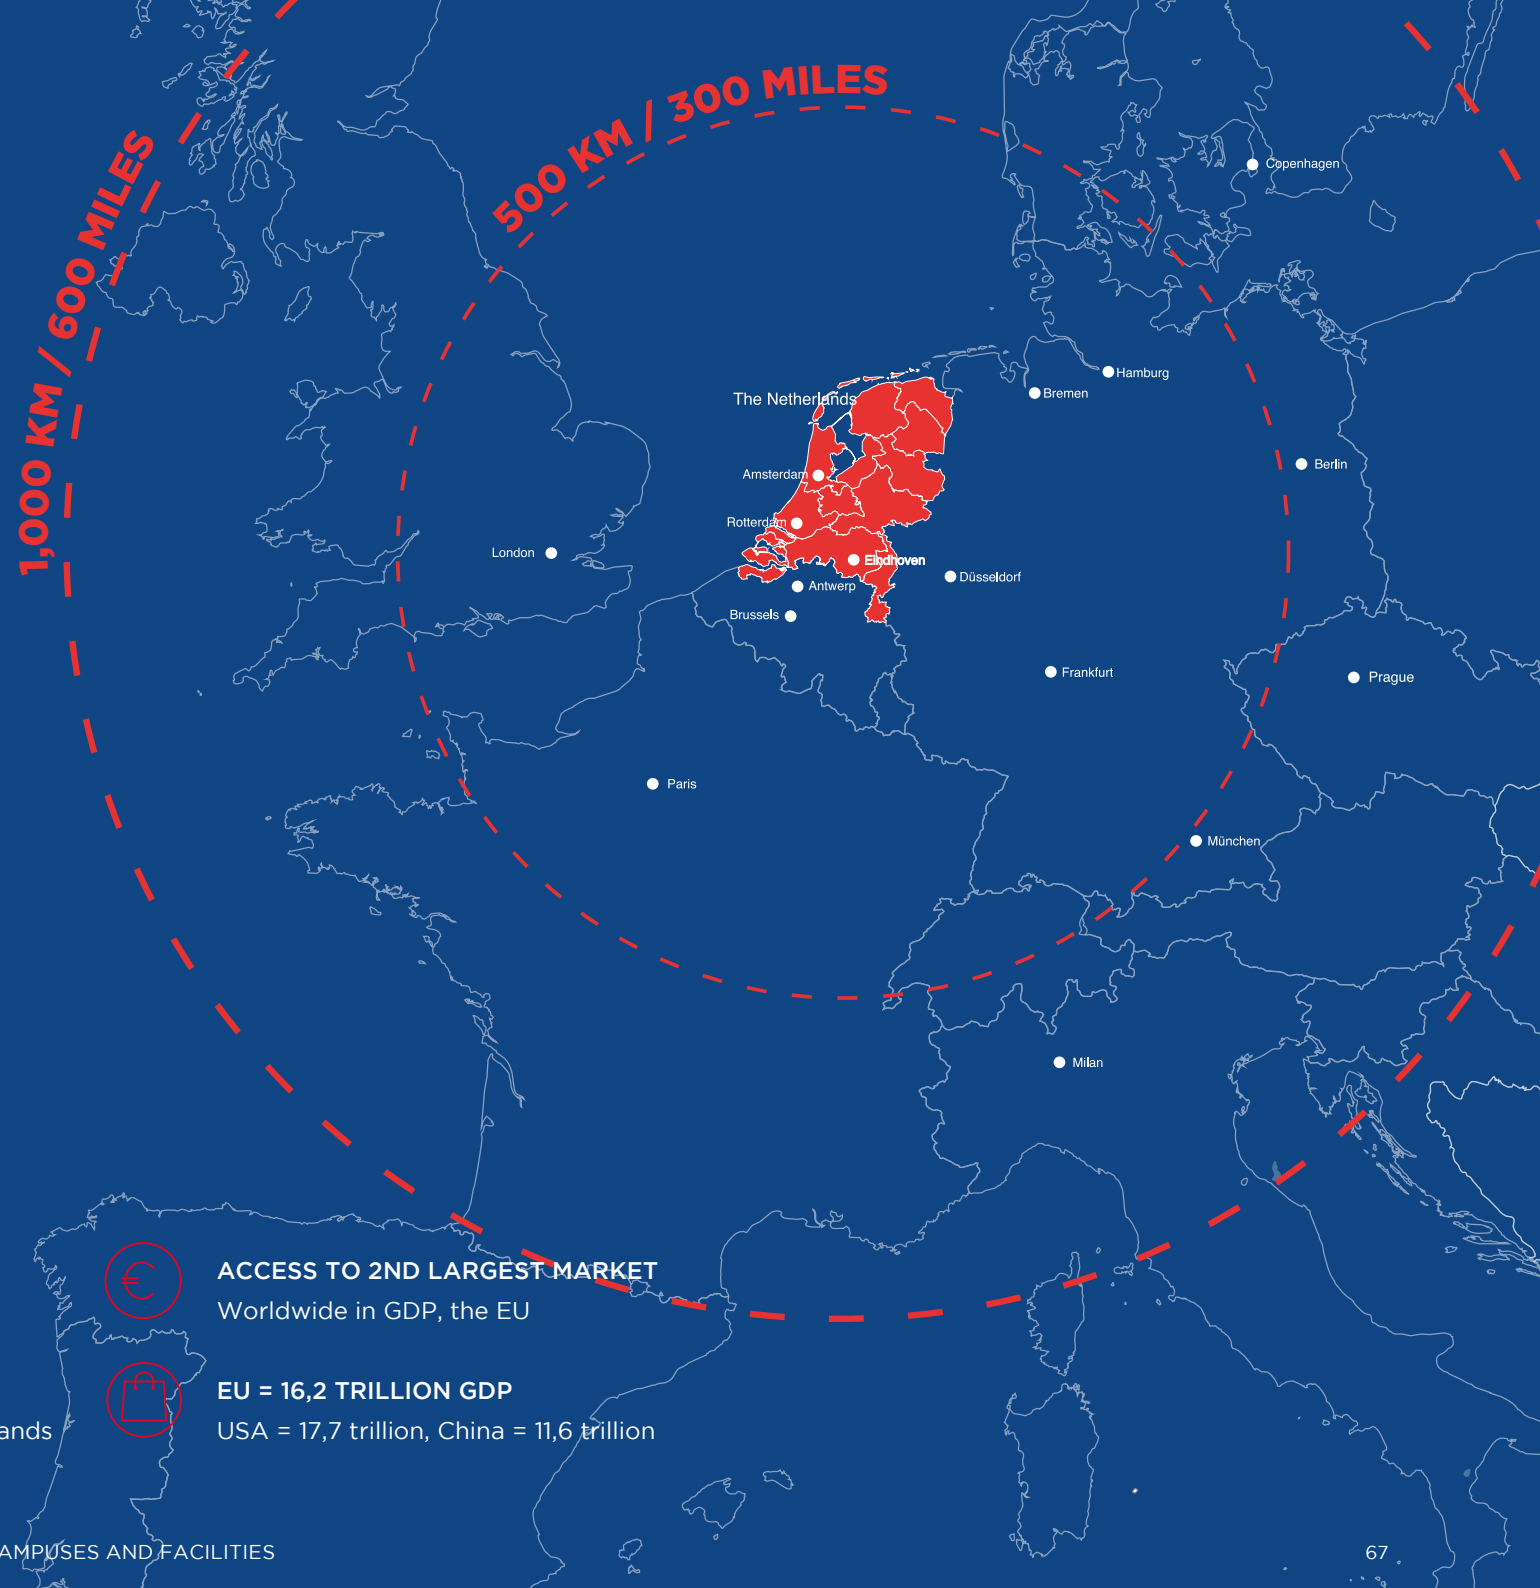 500 KM / 300 MILES
1,000 KM / 600 MILES
Copenhagen
Hamburg
Bremen
The Netherlands
Berlin
Amsterdam
Rotterdam
London
Eindhoven
Düsseldorf
Antwerp
Brussels
Frankfurt
Prague
Paris
München
Milan
ACCESS TO 2ND LARGEST MARKET
Worldwide in GDP, the EU
EU = 16,2 TRILLION GDP
USA = 17,7 trillion, China = 11,6 trillion
ands
AMPUSES AND FACILITIES
67